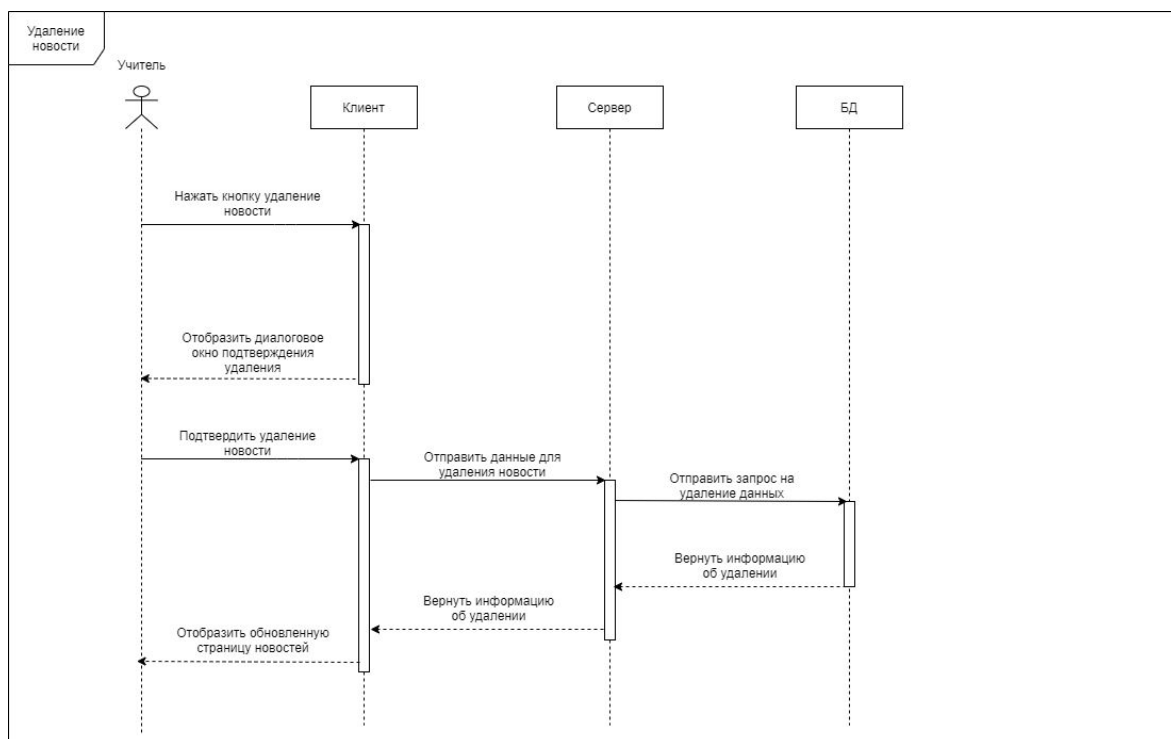 Удаление
новости
Учитель
Клиент
Сервер
БД
Нажать кнопку удаление
новости
Отобразить диалоговое
окно подтверждения
удаления
Подтвердить удаление
новости
Отправить данные для
удаления новости
Отправить запрос на
удаление данных
Вернуть информацию
об удалении
Вернуть информацию
об удалении
Отобразить обновленную
страницу новостей